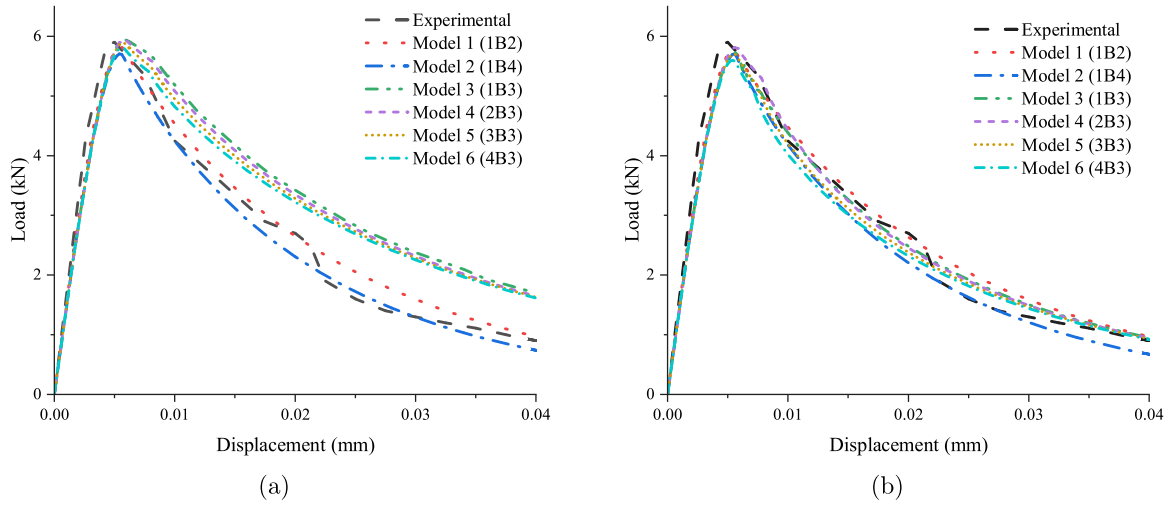 Experimental
Model 1 (1B2)
Model 2 (1B4)
Model 3 (1B3)
Model 4 (2B3)
Model 5 (3B3)
Model 6 (4B3)
Load (kN)
6
4
2
0
0.00 0.01 0.02 0.03 0.04
Displacement (mm)
(a)
Experimental
Model 1 (1B2)
Model 2 (1B4)
Model 3 (1B3)
Model 4 (2B3)
Model 5 (3B3)
Model 6 (4B3)
Load (kN)
6
4
2
0
0.00 0.01 0.02 0.03 0.04
Displacement (mm)
(b)